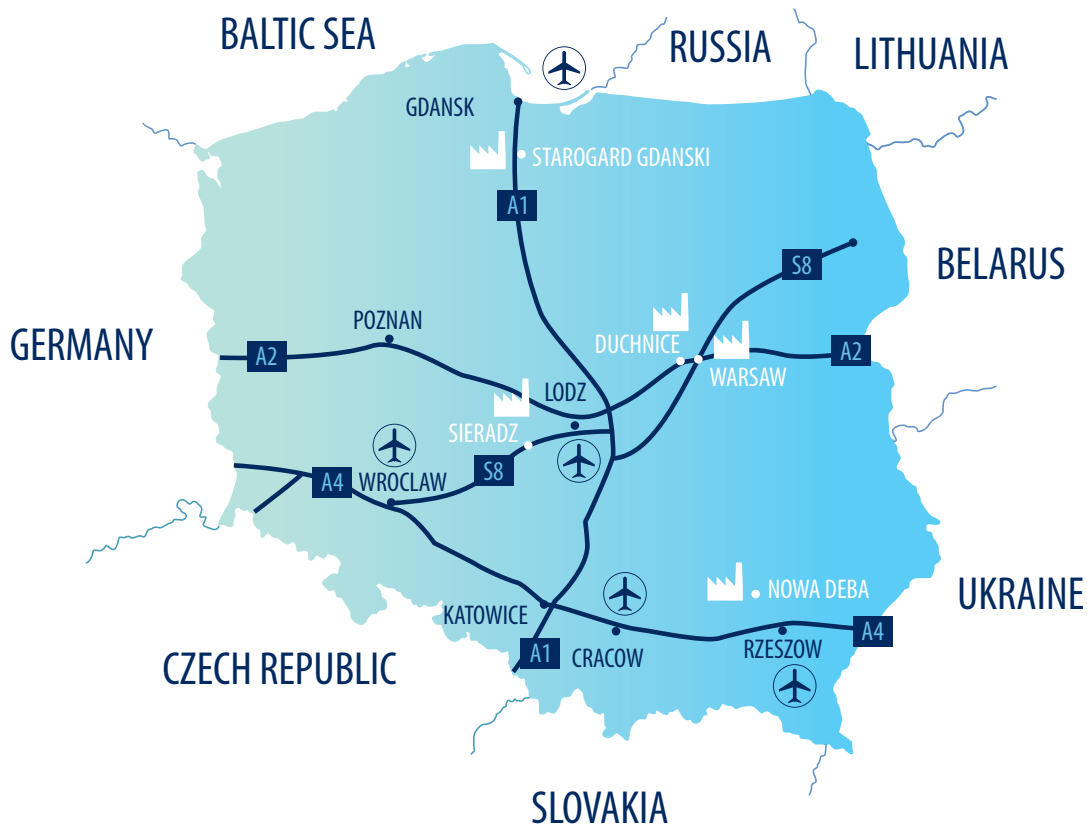 BALTIC SEA
RUSSIA
LITHUANIA
GDANSK
STAROGARD GDANSKI
A1
BELARUS
S8
POZNAN
GERMANY
DUCHNICE
A2
A2
WARSAW
LODZ
SIERADZ
S8
A4
WROCLAW
NOWA DEBA
UKRAINE
KATOWICE
A4
A1
CRACOW
RZESZOW
CZECH REPUBLIC
SLOVAKIA